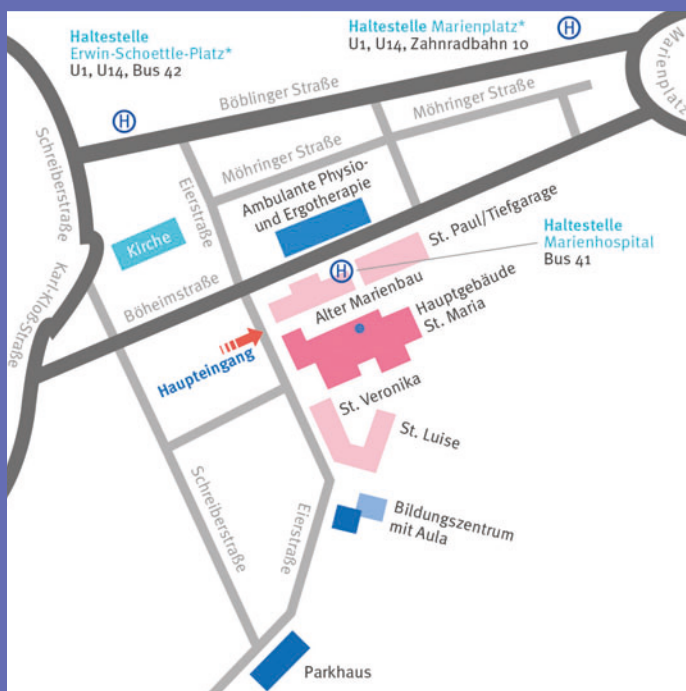 Haltestelle
Erwin-Schoettle-Platz*
U1, U14, Bus 42
Haltestelle Marienplatz*
U1, U14, Zahnradbahn 10
H
H
Marienplatz
Böblinger Straße
Möhringer Straße
Möhringer Straße
Schreiberstraße
Eierstraße
Ambulante Physio-
und Ergotherapie
Kirche
St. Paul/Tiefgarage
Haltestelle
Marienhospital
Bus 41
H
Karl-Kloß-Straße
Böheimstraße
Alter Marienbau
Hauptgebäude
St. Maria
Haupteingang
St. Veronika
St. Luise
Schreiberstraße
Eierstraße
Bildungszentrum
mit Aula
Parkhaus